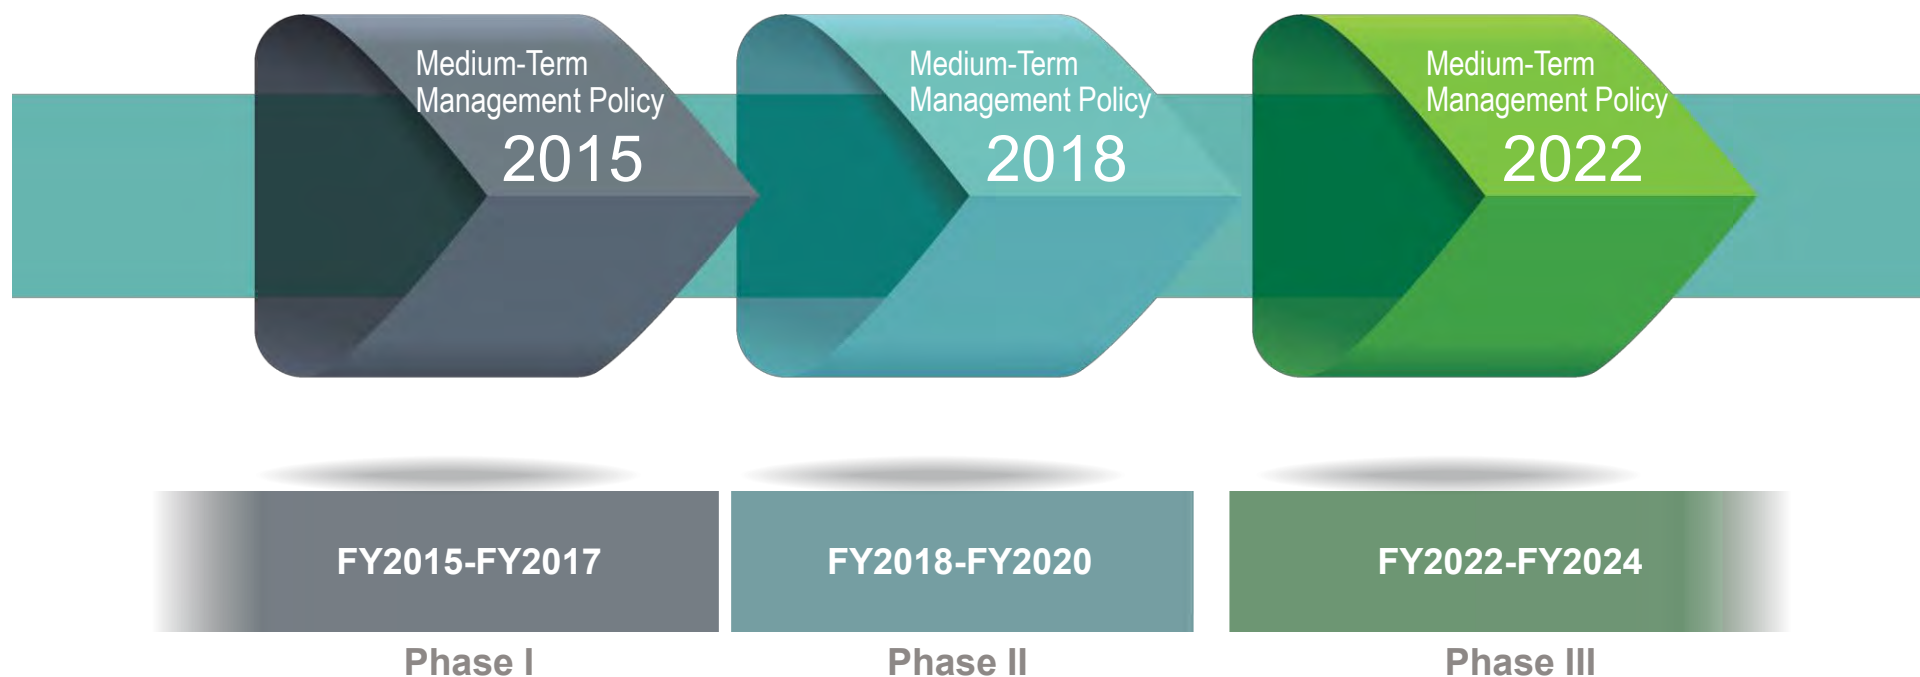 Medium-Term
Management Policy
2015
Medium-Term
Management Policy
2018
Medium-Term
Management Policy
2022
FY2015-FY2017
FY2018-FY2020
FY2022-FY2024
Phase I
Phase II
Phase III